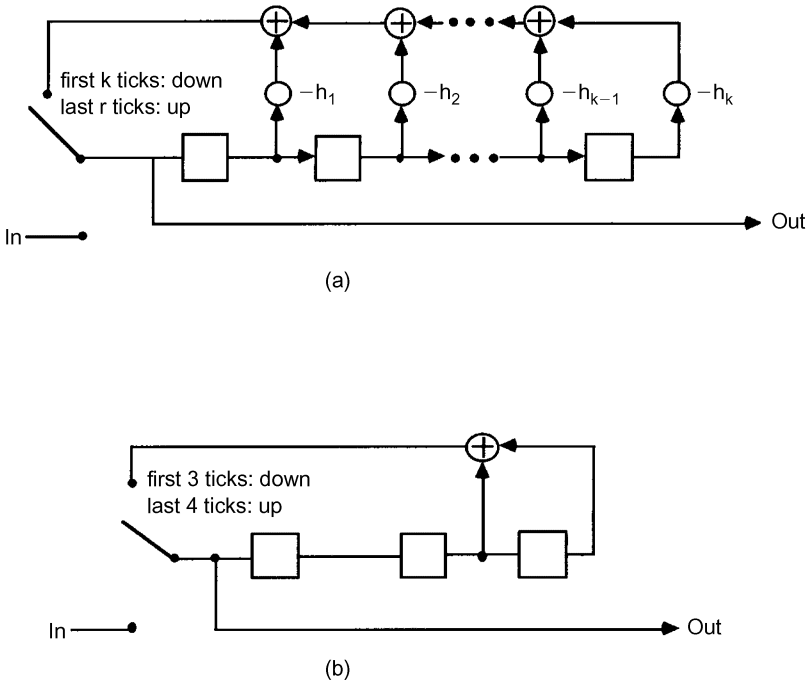 first k ticks: down
last r ticks: up
−h₁
−h₂
−hₖ₋₁
−hₖ
In
Out
(a)
first 3 ticks: down
last 4 ticks: up
In
Out
(b)